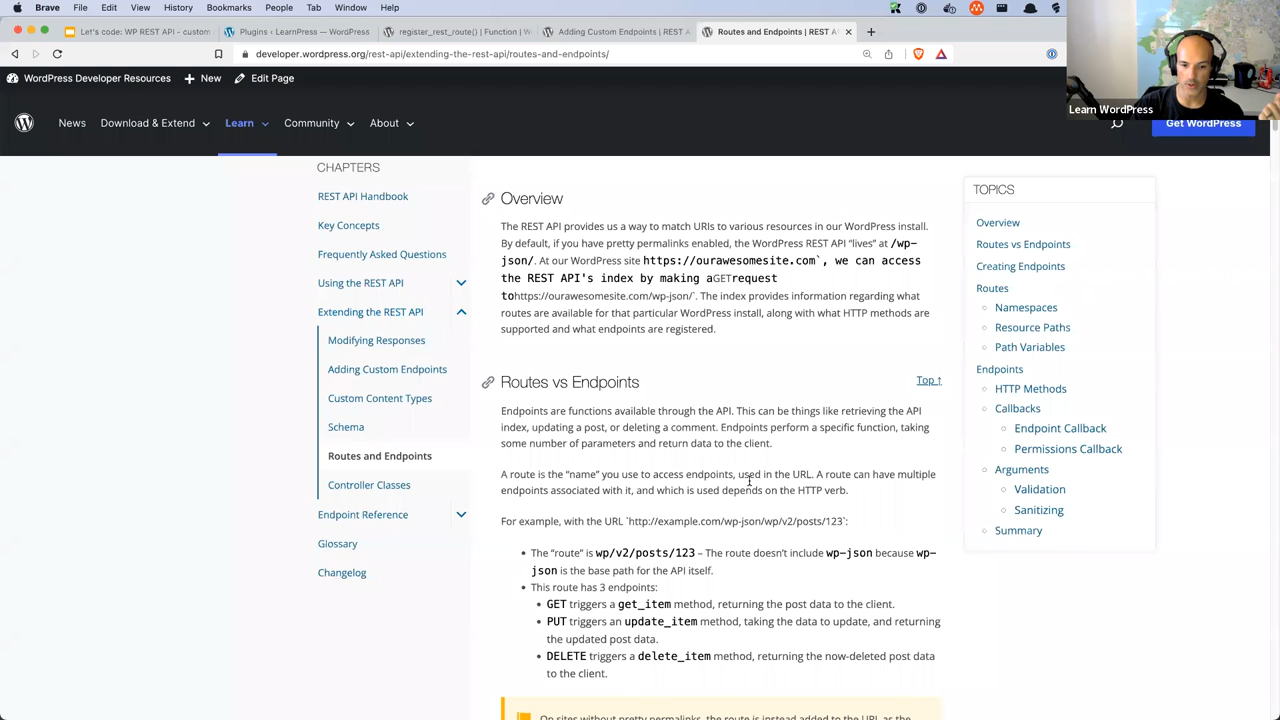 Brave File Edit View History Bookmarks People Tab Window Help
Let's code: WP REST API - custom
Plugins ‹ LearnPress — WordPress
register_rest_route() | Function | W
Adding Custom Endpoints | REST A
Routes and Endpoints | REST A
developer.wordpress.org/rest-api/extending-the-rest-api/routes-and-endpoints/
WordPress Developer Resources New Edit Page
Learn WordPress
News Download & Extend Learn Community About Get WordPress
CHAPTERS
REST API Handbook
Key Concepts
Frequently Asked Questions
Using the REST API
Extending the REST API
Modifying Responses
Adding Custom Endpoints
Custom Content Types
Schema
Routes and Endpoints
Controller Classes
Endpoint Reference
Glossary
Changelog
Overview
The REST API provides us a way to match URIs to various resources in our WordPress install.
By default, if you have pretty permalinks enabled, the WordPress REST API “lives” at /wp-
json/. At our WordPress site https://ourawesomesite.com`, we can access
the REST API's index by making aGETrequest
tohttps://ourawesomesite.com/wp-json/`. The index provides information regarding what
routes are available for that particular WordPress install, along with what HTTP methods are
supported and what endpoints are registered.
Routes vs Endpoints
Top ↑
Endpoints are functions available through the API. This can be things like retrieving the API
index, updating a post, or deleting a comment. Endpoints perform a specific function, taking
some number of parameters and return data to the client.
A route is the “name” you use to access endpoints, used in the URL. A route can have multiple
endpoints associated with it, and which is used depends on the HTTP verb.
For example, with the URL `http://example.com/wp-json/wp/v2/posts/123`:
The “route” is wp/v2/posts/123 – The route doesn’t include wp-json because wp-
json is the base path for the API itself.
This route has 3 endpoints:
GET triggers a get_item method, returning the post data to the client.
PUT triggers an update_item method, taking the data to update, and returning
the updated post data.
DELETE triggers a delete_item method, returning the now-deleted post data
to the client.
On sites without pretty permalinks, the route is instead added to the URL as the
TOPICS
Overview
Routes vs Endpoints
Creating Endpoints
Routes
Namespaces
Resource Paths
Path Variables
Endpoints
HTTP Methods
Callbacks
Endpoint Callback
Permissions Callback
Arguments
Validation
Sanitizing
Summary